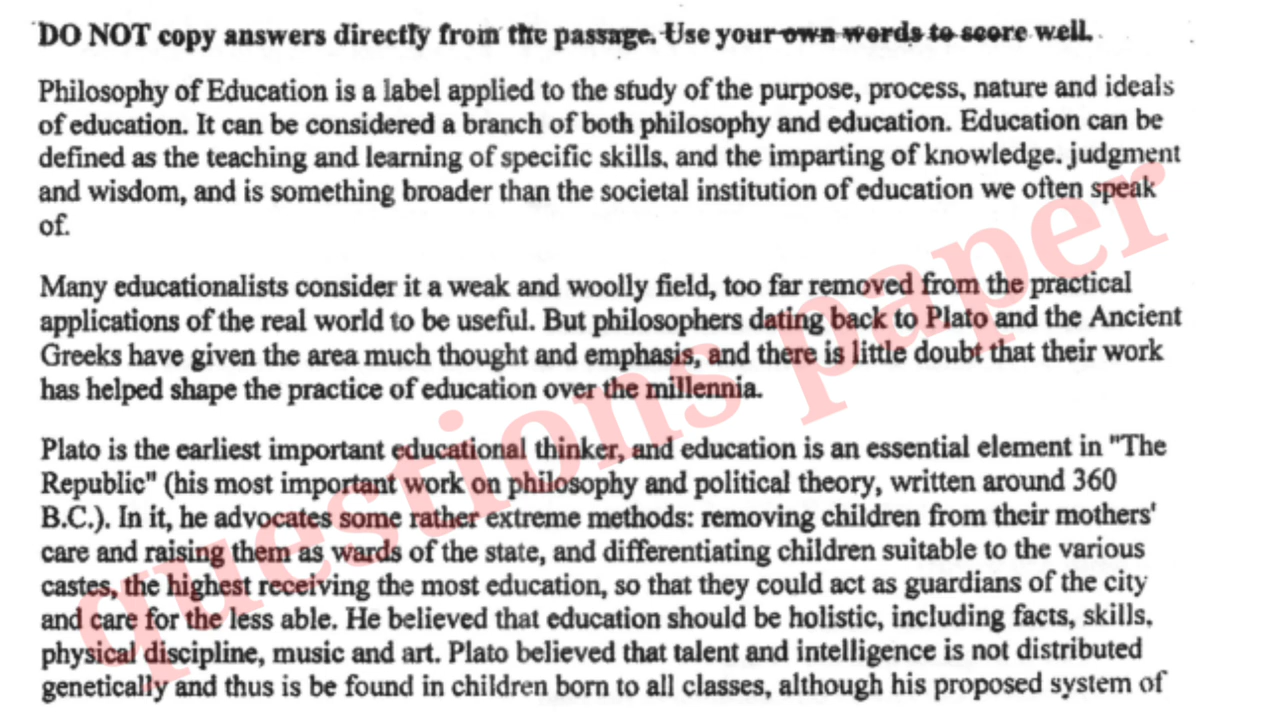 DO NOT copy answers directly from the passage. Use your own words to score well.
Philosophy of Education is a label applied to the study of the purpose, process, nature and ideals
of education. It can be considered a branch of both philosophy and education. Education can be
defined as the teaching and learning of specific skills, and the imparting of knowledge. judgment
and wisdom, and is something broader than the societal institution of education we often speak
of.
Many educationalists consider it a weak and woolly field, too far removed from the practical
applications of the real world to be useful. But philosophers dating back to Plato and the Ancient
Greeks have given the area much thought and emphasis, and there is little doubt that their work
has helped shape the practice of education over the millennia.
Plato is the earliest important educational thinker, and education is an essential element in "The
Republic" (his most important work on philosophy and political theory, written around 360
B.C.). In it, he advocates some rather extreme methods: removing children from their mothers'
care and raising them as wards of the state, and differentiating children suitable to the various
castes, the highest receiving the most education, so that they could act as guardians of the city
and care for the less able. He believed that education should be holistic, including facts, skills,
physical discipline, music and art. Plato believed that talent and intelligence is not distributed
genetically and thus is be found in children born to all classes, although his proposed system of
questions paper